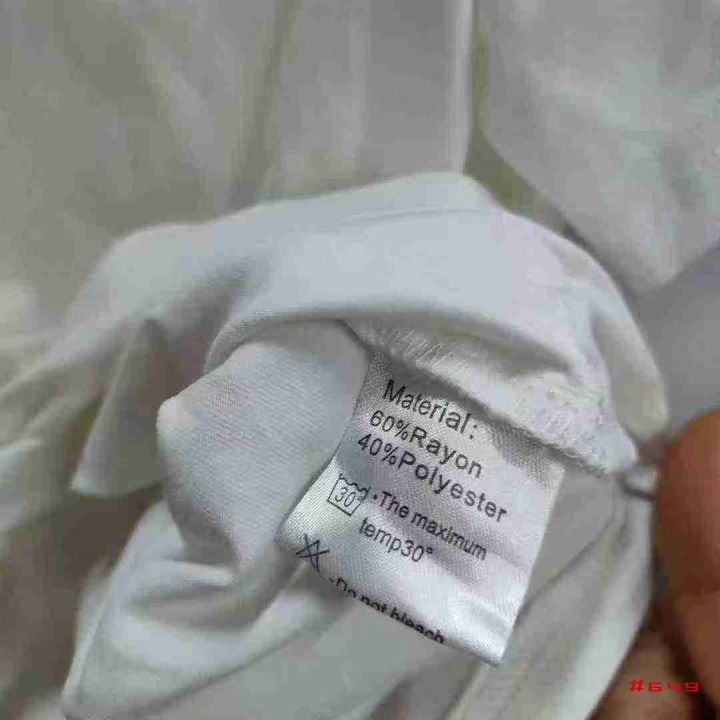 Material:
60%Rayon
40%Polyester
30° •The maximum
temp30°
•Do not bleach
#649